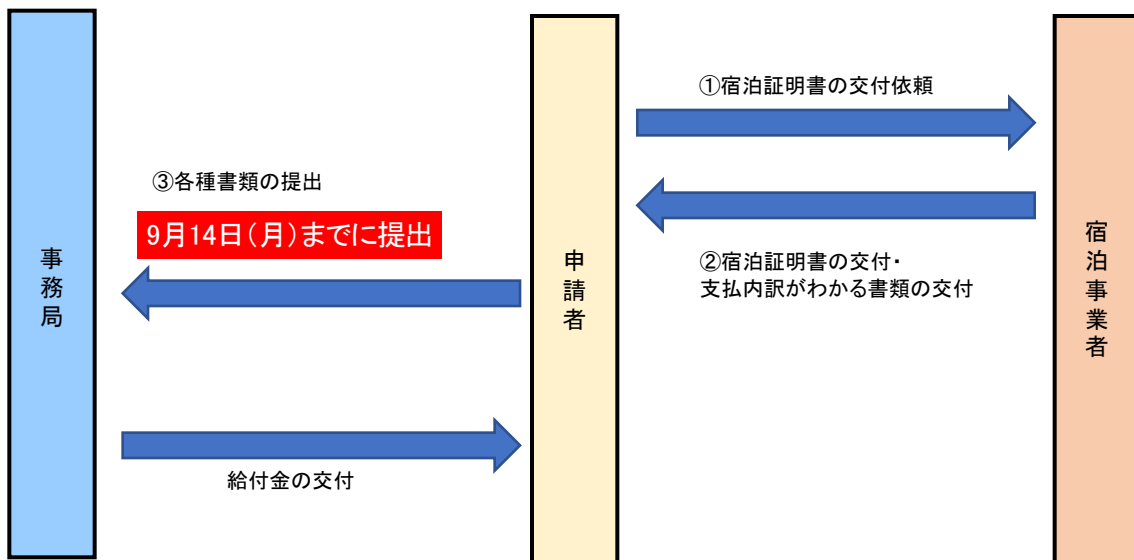 ①宿泊証明書の交付依頼
③各種書類の提出
9月14日（月）までに提出
事務局
申請者
宿泊事業者
②宿泊証明書の交付・
支払内訳がわかる書類の交付
給付金の交付